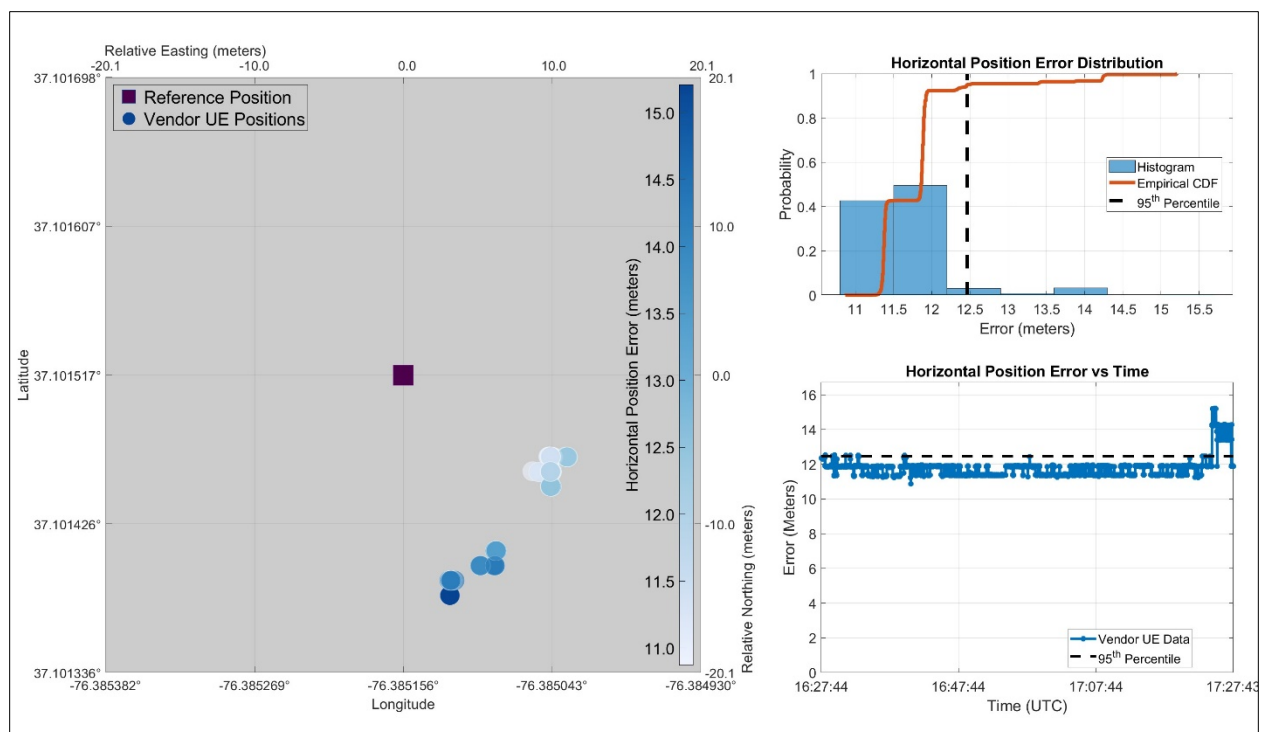 Relative Easting (meters)
-20.1 -10.0 0.0 10.0 20.1
37.101698° 20.1
Reference Position
Vendor UE Positions
37.101607° 10.0
37.101517° 0.0
37.101426° -10.0
37.101336° -20.1
Latitude
-76.385382° -76.385269° -76.385156° -76.385043° -76.384930°
Longitude
Relative Northing (meters)
Horizontal Position Error (meters)
15.0
14.5
14.0
13.5
13.0
12.5
12.0
11.5
11.0
Horizontal Position Error Distribution
1
0.8
0.6
0.4
0.2
0
Probability
Histogram
Empirical CDF
95th Percentile
11 11.5 12 12.5 13 13.5 14 14.5 15 15.5
Error (meters)
Horizontal Position Error vs Time
16
14
12
10
8
6
4
2
0
Error (Meters)
Vendor UE Data
95th Percentile
16:27:44 16:47:44 17:07:44 17:27:43
Time (UTC)